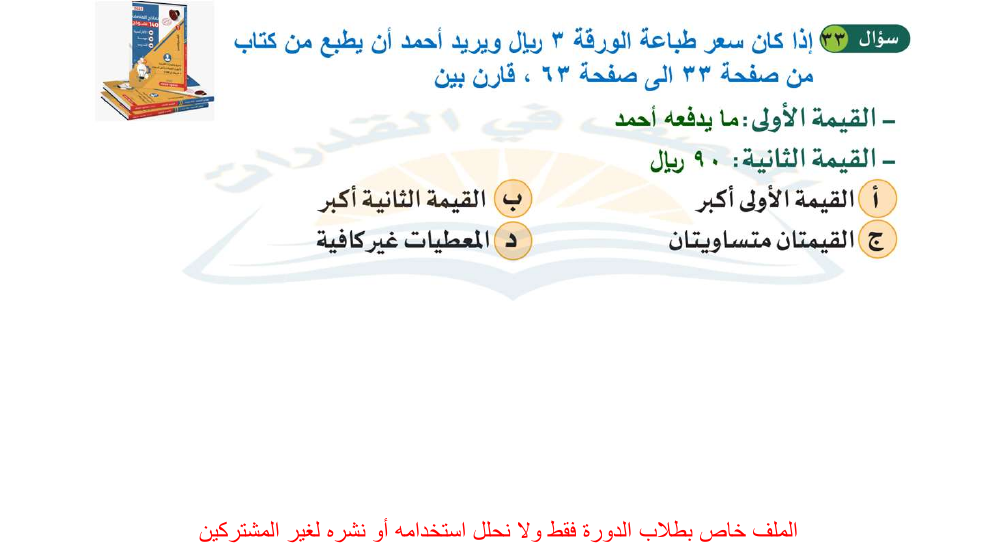 سؤال ٣٣ إذا كان سعر طباعة الورقة ٣ ريال ويريد أحمد أن يطبع من كتاب
من صفحة ٣٣ الى صفحة ٦٣ ، قارن بين
– القيمة الأولى: ما يدفعه أحمد
– القيمة الثانية: ٩٠ ريال
أ القيمة الأولى أكبر ب القيمة الثانية أكبر
ج القيمتان متساويتان د المعطيات غير كافية
الملف خاص بطلاب الدورة فقط ولا نحلل استخدامه أو نشره لغير المشتركين